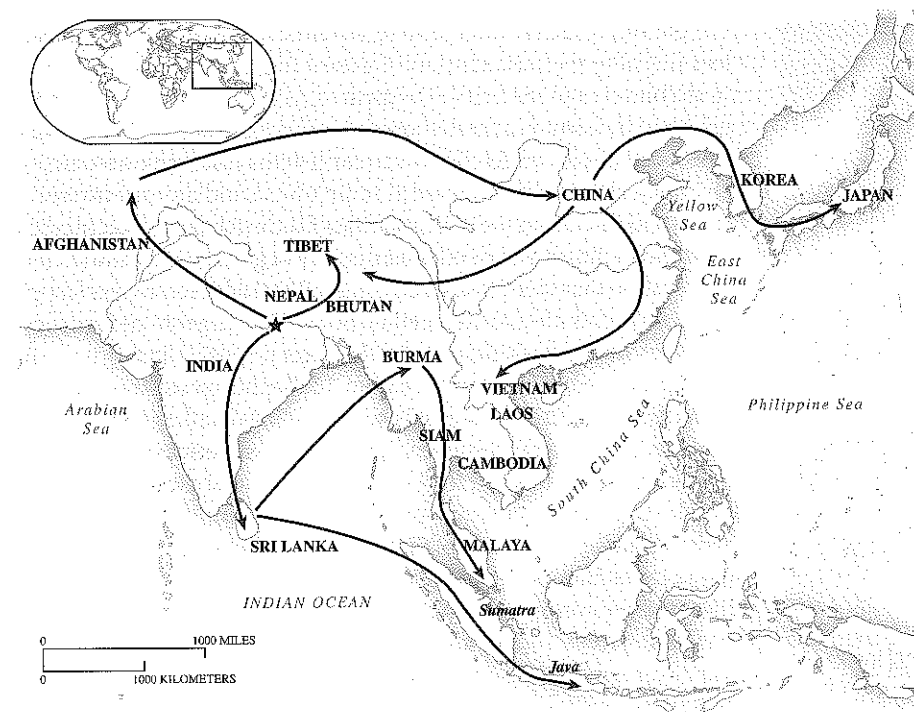 CHINA
KOREA
JAPAN
Yellow
Sea
AFGHANISTAN
TIBET
East
China
Sea
NEPAL
BHUTAN
INDIA
BURMA
VIETNAM
LAOS
Arabian
Sea
Philippine Sea
SIAM
South China Sea
CAMBODIA
SRI LANKA
MALAYA
INDIAN OCEAN
Sumatra
0
1000 MILES
Java
0
1000 KILOMETERS